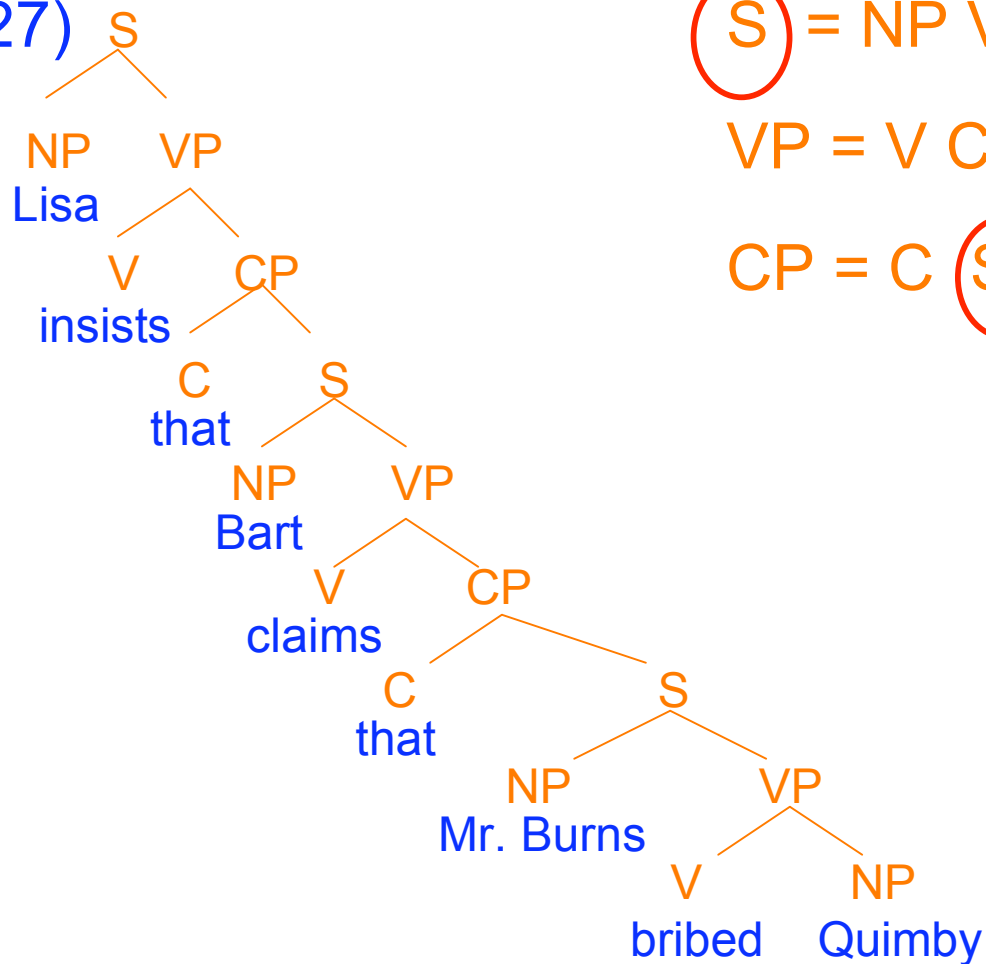 27) S
S = NP V
NP VP
Lisa
VP = V C
V CP
insists
CP = C S
C S
that
NP VP
Bart
V CP
claims
C S
that
NP VP
Mr. Burns
V NP
bribed Quimby